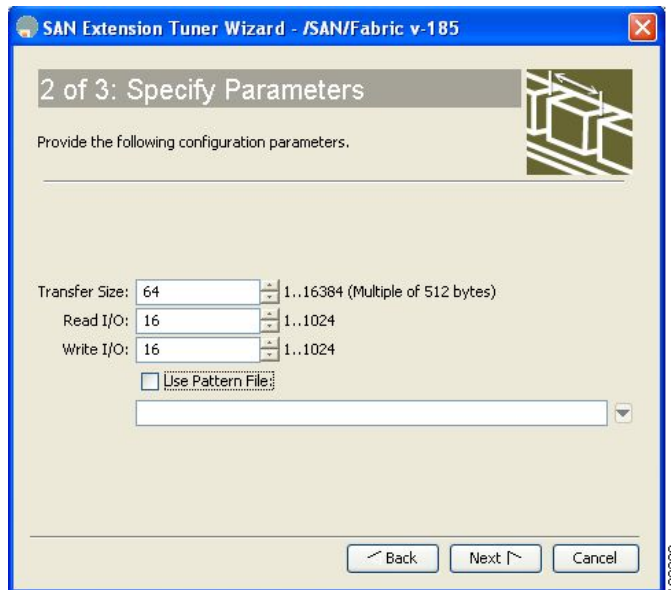 SAN Extension Tuner Wizard - /SAN/Fabric v-185
2 of 3: Specify Parameters
Provide the following configuration parameters.
Transfer Size: 64 1..16384 (Multiple of 512 bytes)
Read I/O: 16 1..1024
Write I/O: 16 1..1024
Use Pattern File:
Back Next Cancel